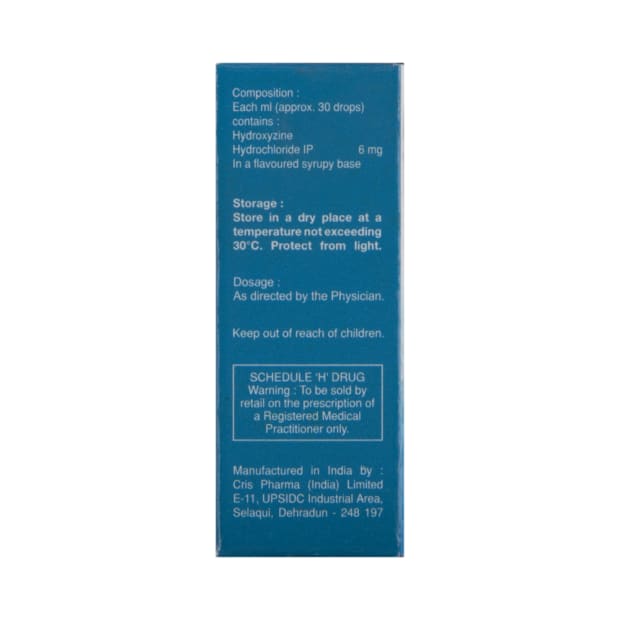 Composition :
Each ml (approx. 30 drops)
contains :
Hydroxyzine
Hydrochloride IP 6 mg
In a flavoured syrupy base
Storage :
Store in a dry place at a
temperature not exceeding
30°C. Protect from light.
Dosage :
As directed by the Physician.
Keep out of reach of children.
SCHEDULE 'H' DRUG
Warning : To be sold by
retail on the prescription of
a Registered Medical
Practitioner only.
Manufactured in India by :
Cris Pharma (India) Limited
E-11, UPSIDC Industrial Area,
Selaqui, Dehradun - 248 197